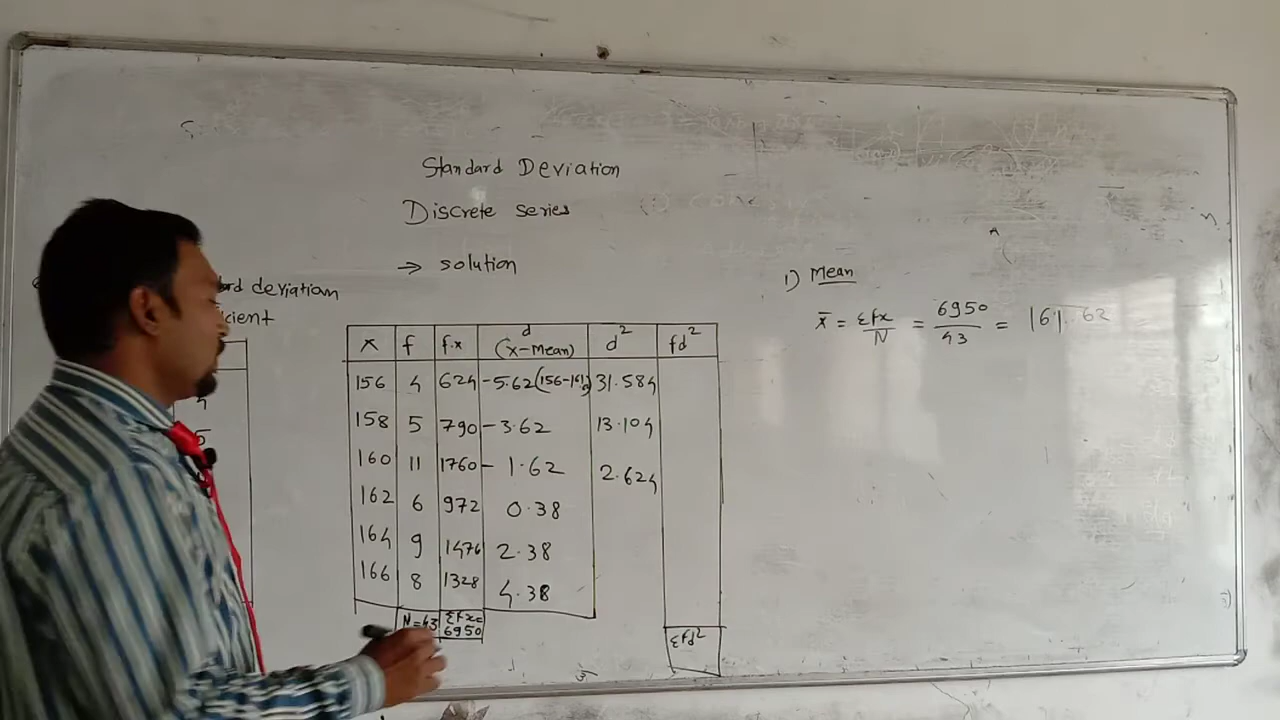 Standard Deviation
Discrete series
→ solution
1) Mean
deviation
cient
x̄ = Σfx/N = 6950/43 = 161.62
x f f.x d (x-Mean) d² fd²
156 4 624 -5.62 (156-161. 31.584
158 5 790 -3.62 13.104
160 11 1760 -1.62 2.624
162 6 972 0.38
164 9 1476 2.38
166 8 1328 4.38
N=43 Σfx= 6950 Σfd²
5